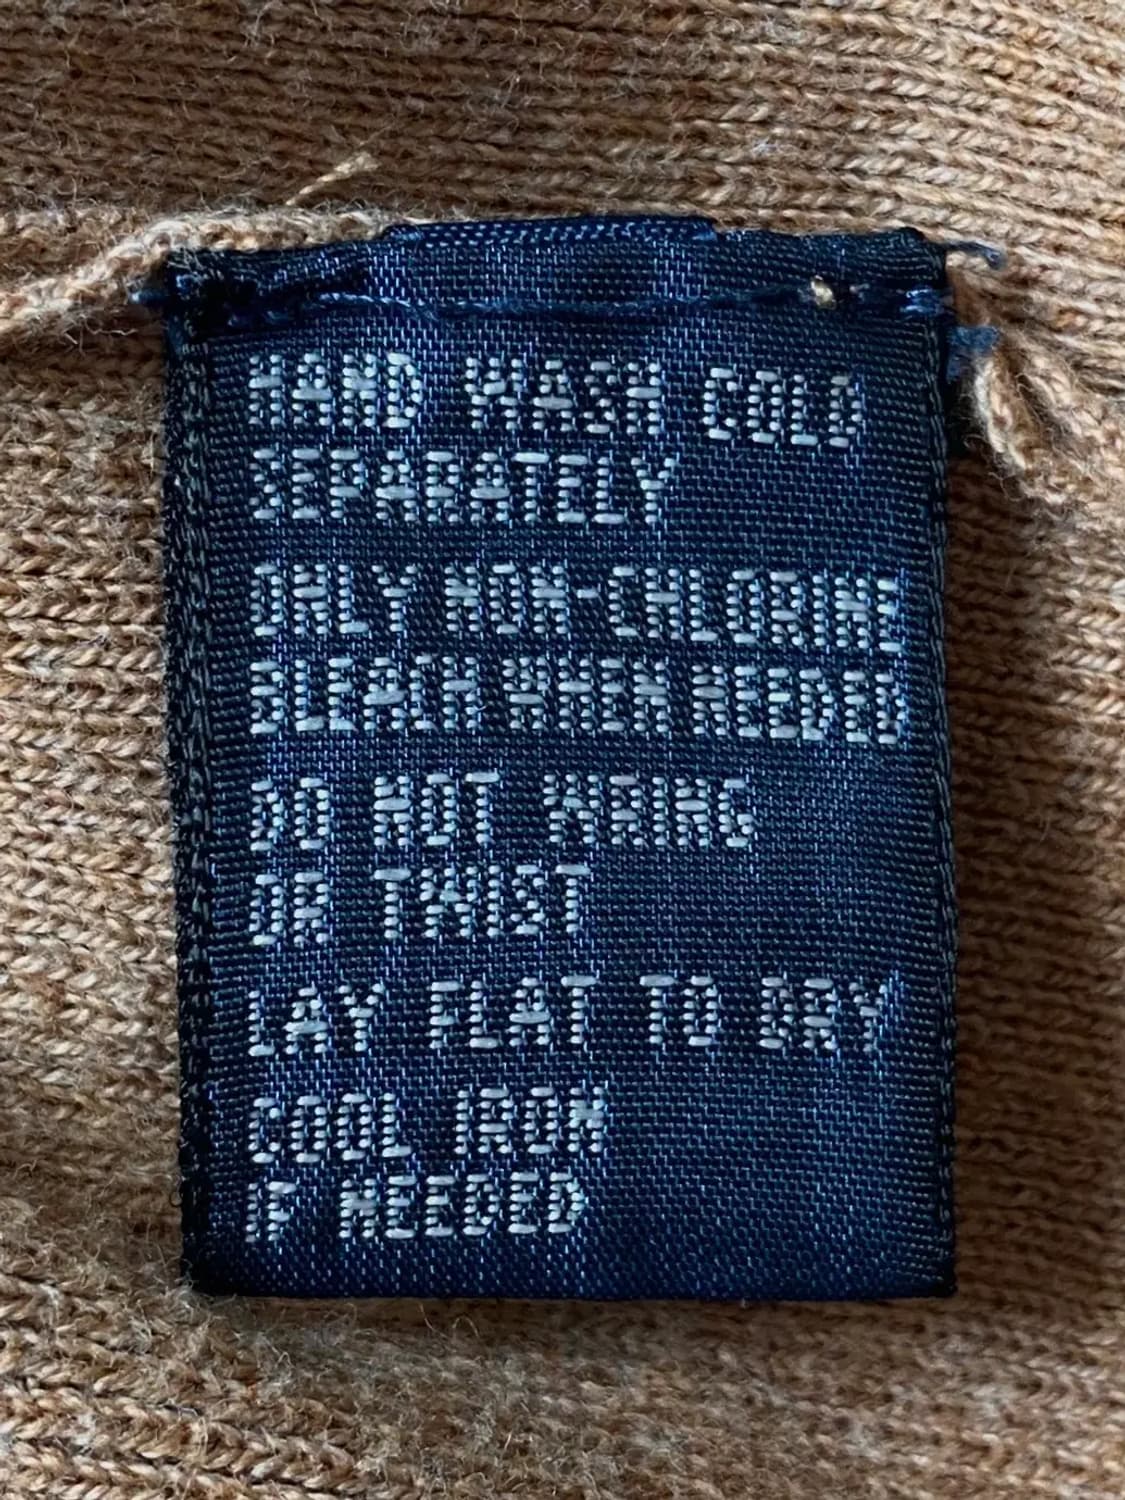 HAND WASH COLD
SEPARATELY
ONLY NON-CHLORINE
BLEACH WHEN NEEDED
DO NOT WRING
OR TWIST
LAY FLAT TO DRY
COOL IRON
IF NEEDED